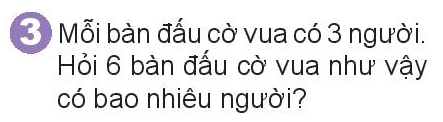 3 Mỗi bàn đấu cờ vua có 3 người.
Hỏi 6 bàn đấu cờ vua như vậy
có bao nhiêu người?